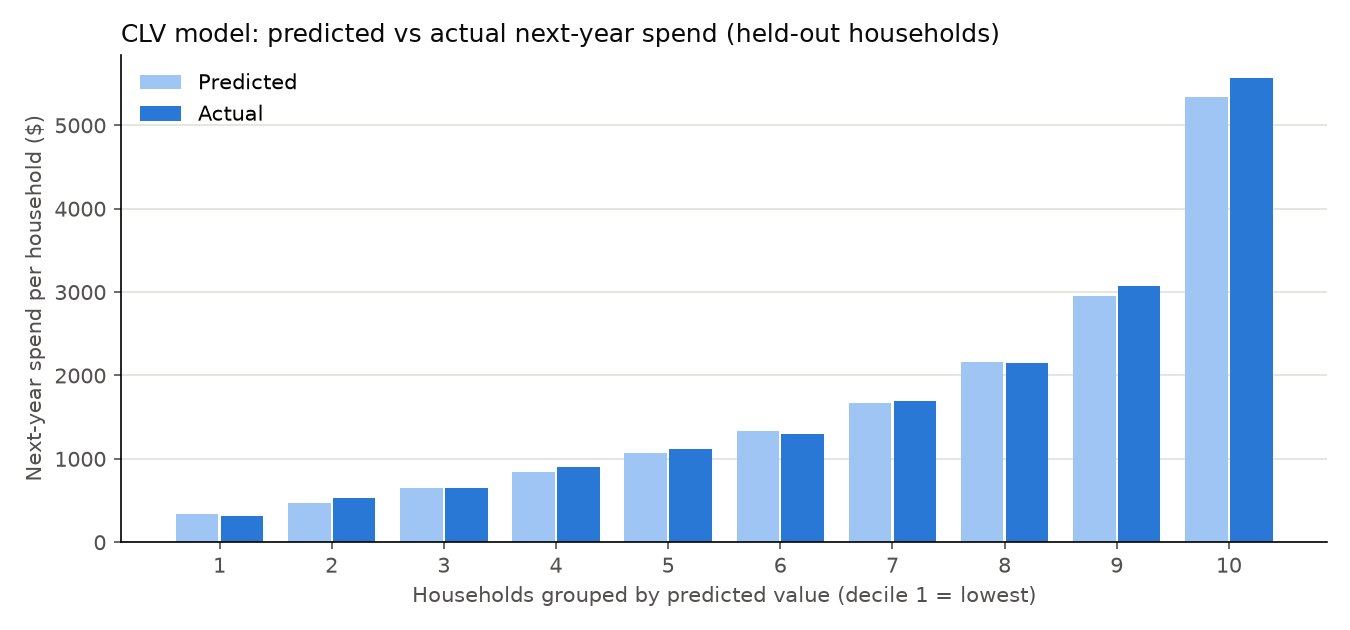 CLV model: predicted vs actual next-year spend (held-out households)
Predicted
Actual
Next-year spend per household ($)
5000
4000
3000
2000
1000
0
1 2 3 4 5 6 7 8 9 10
Households grouped by predicted value (decile 1 = lowest)